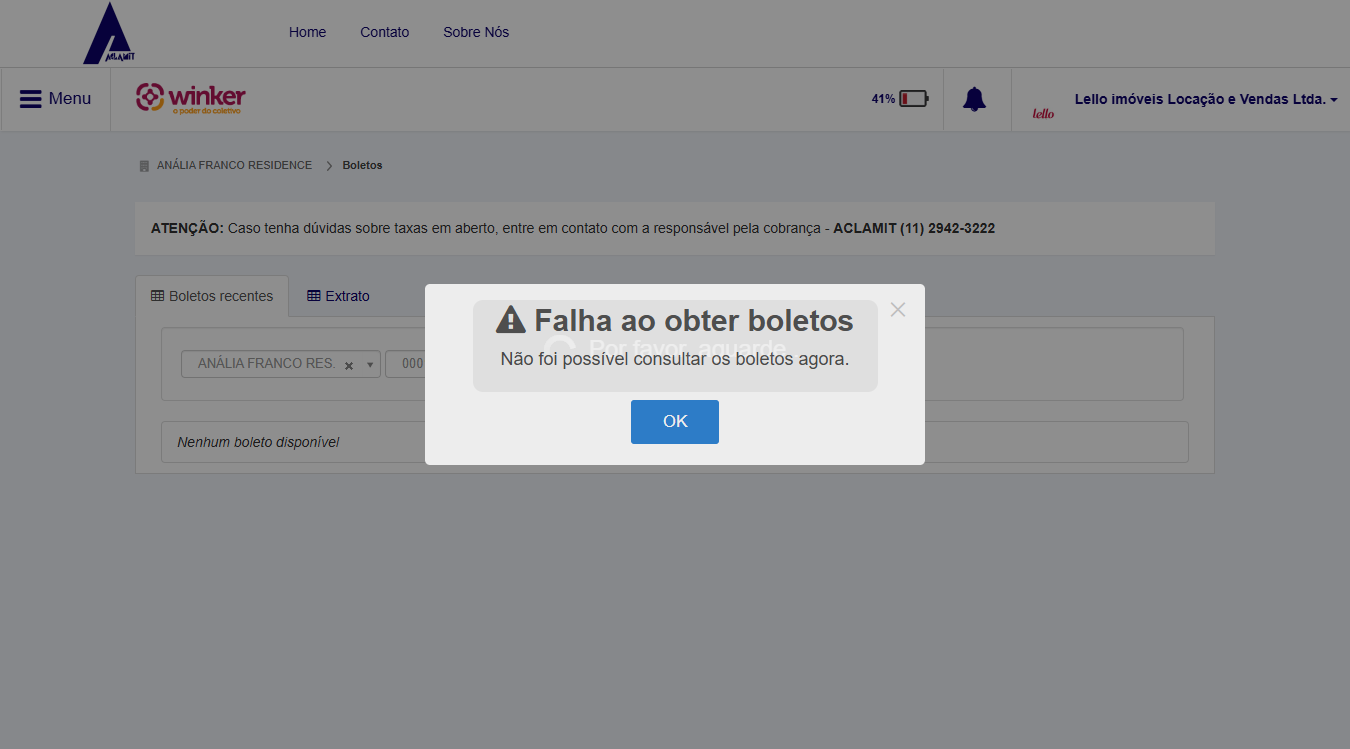 ACLAMIT
Home Contato Sobre Nós
Menu winker 41% lello Lello imóveis Locação e Vendas Ltda.
o poder do coletivo
ANÁLIA FRANCO RESIDENCE > Boletos
ATENÇÃO: Caso tenha dúvidas sobre taxas em aberto, entre em contato com a responsável pela cobrança - ACLAMIT (11) 2942-3222
Boletos recentes Extrato
Falha ao obter boletos ×
Por favor, aguarde
Não foi possível consultar os boletos agora.
ANÁLIA FRANCO RES. × 000
OK
Nenhum boleto disponível